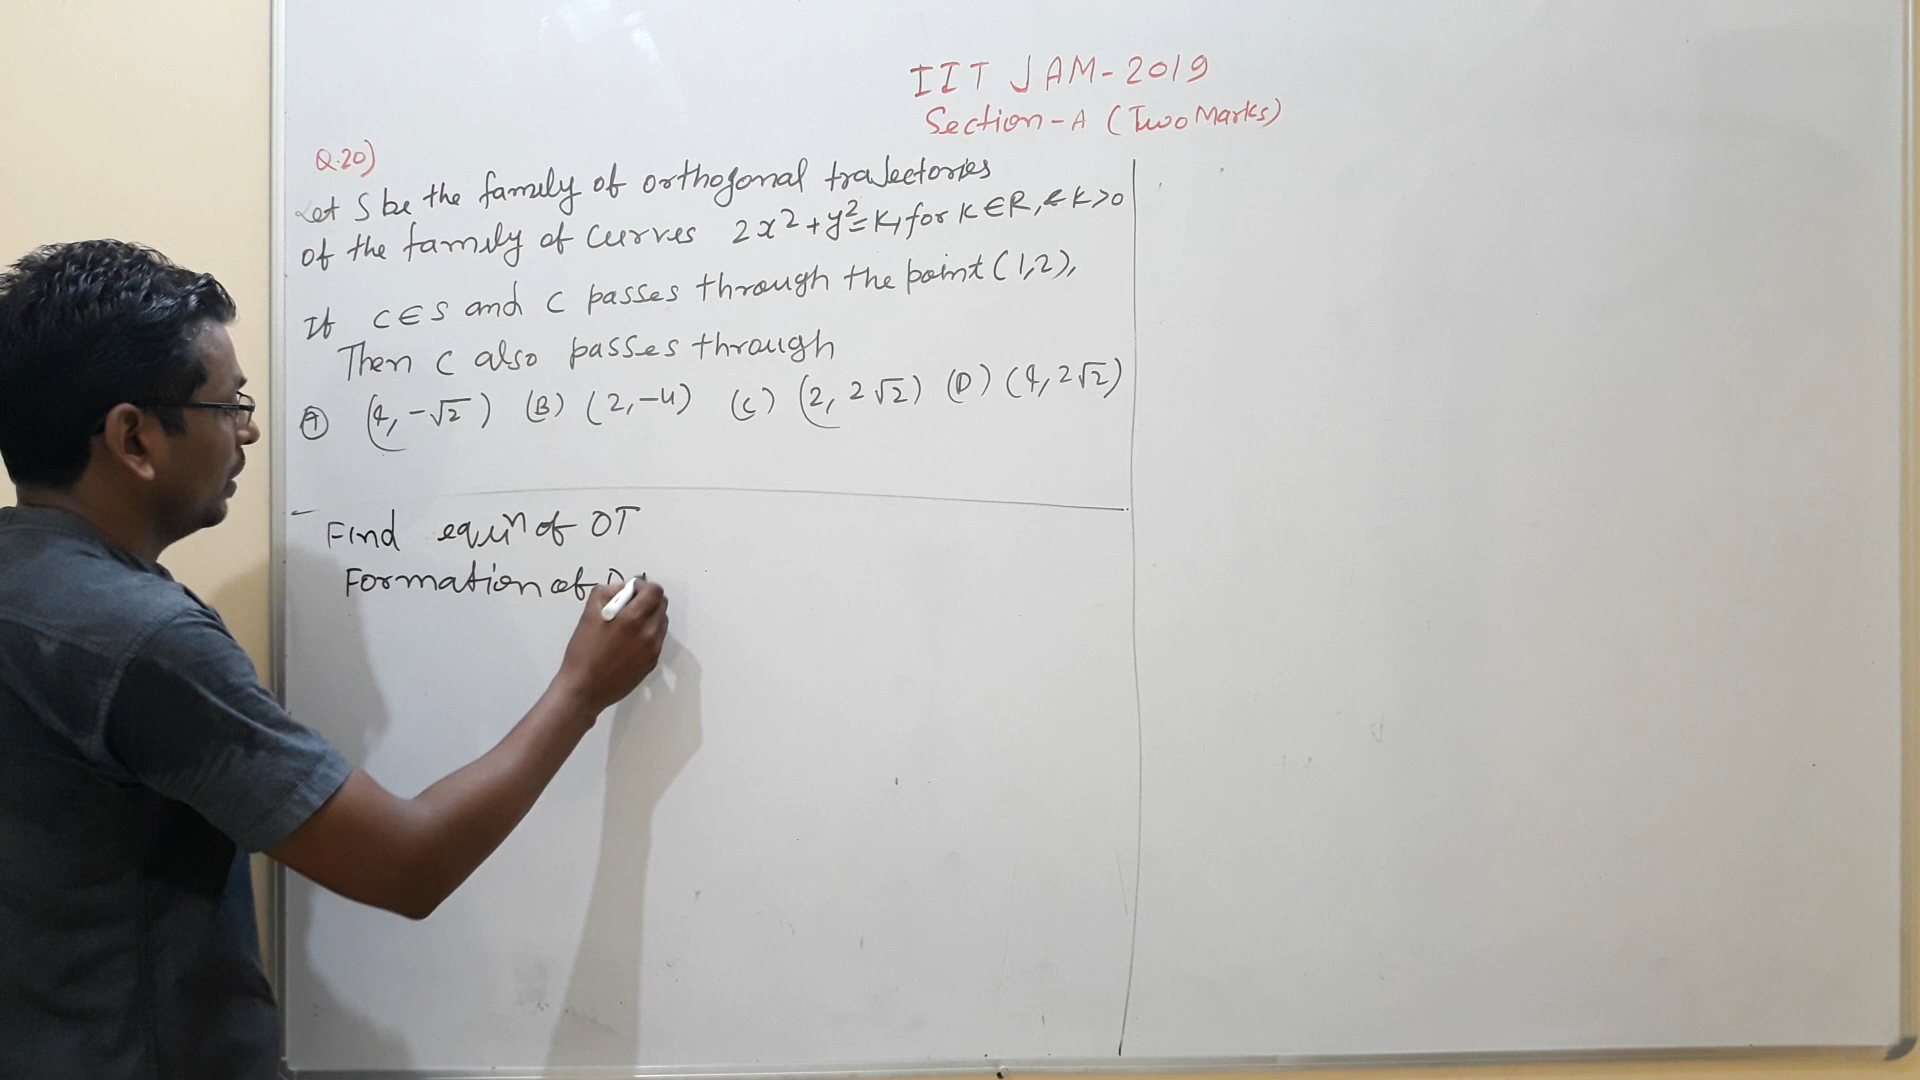 IIT JAM-2019
Section-A (Two Marks)
Q.20)
Let S be the family of orthogonal trajectories
of the family of curves 2x²+y²=k, for k∈R, & k>0
If C∈S and C passes through the point (1,2),
Then C also passes through
(A) (4, -√2) (B) (2,-4) (C) (2, 2√2) (D) (4, 2√2)
Find equⁿ of OT
Formation of